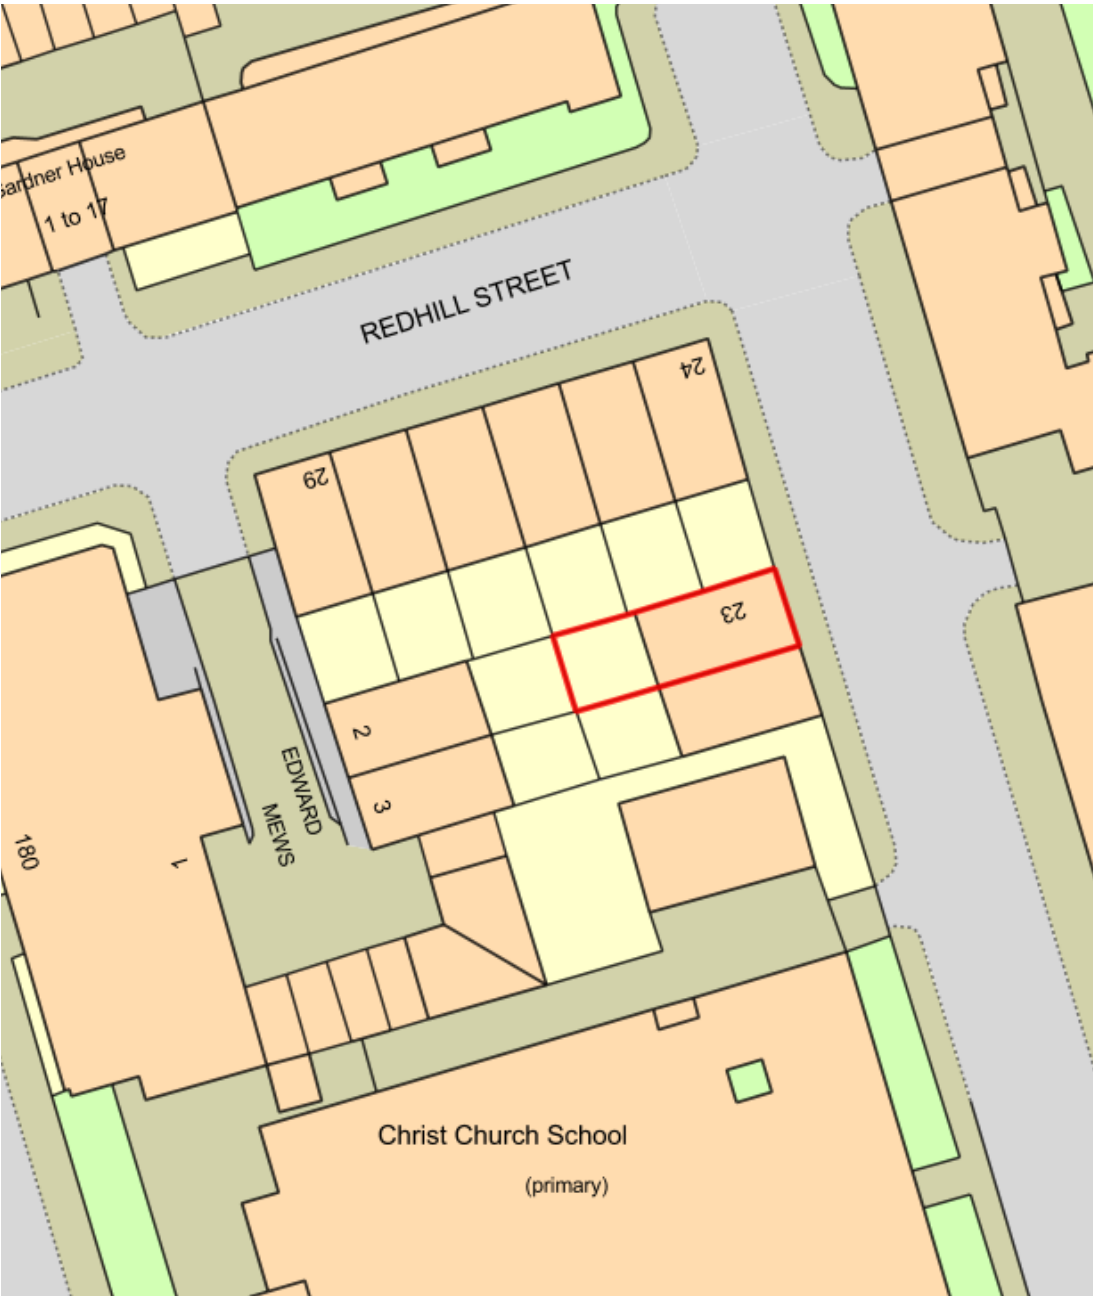 Gardner House
1 to 17
REDHILL STREET
24
29
23
2
3
EDWARD
MEWS
180
1
Christ Church School
(primary)